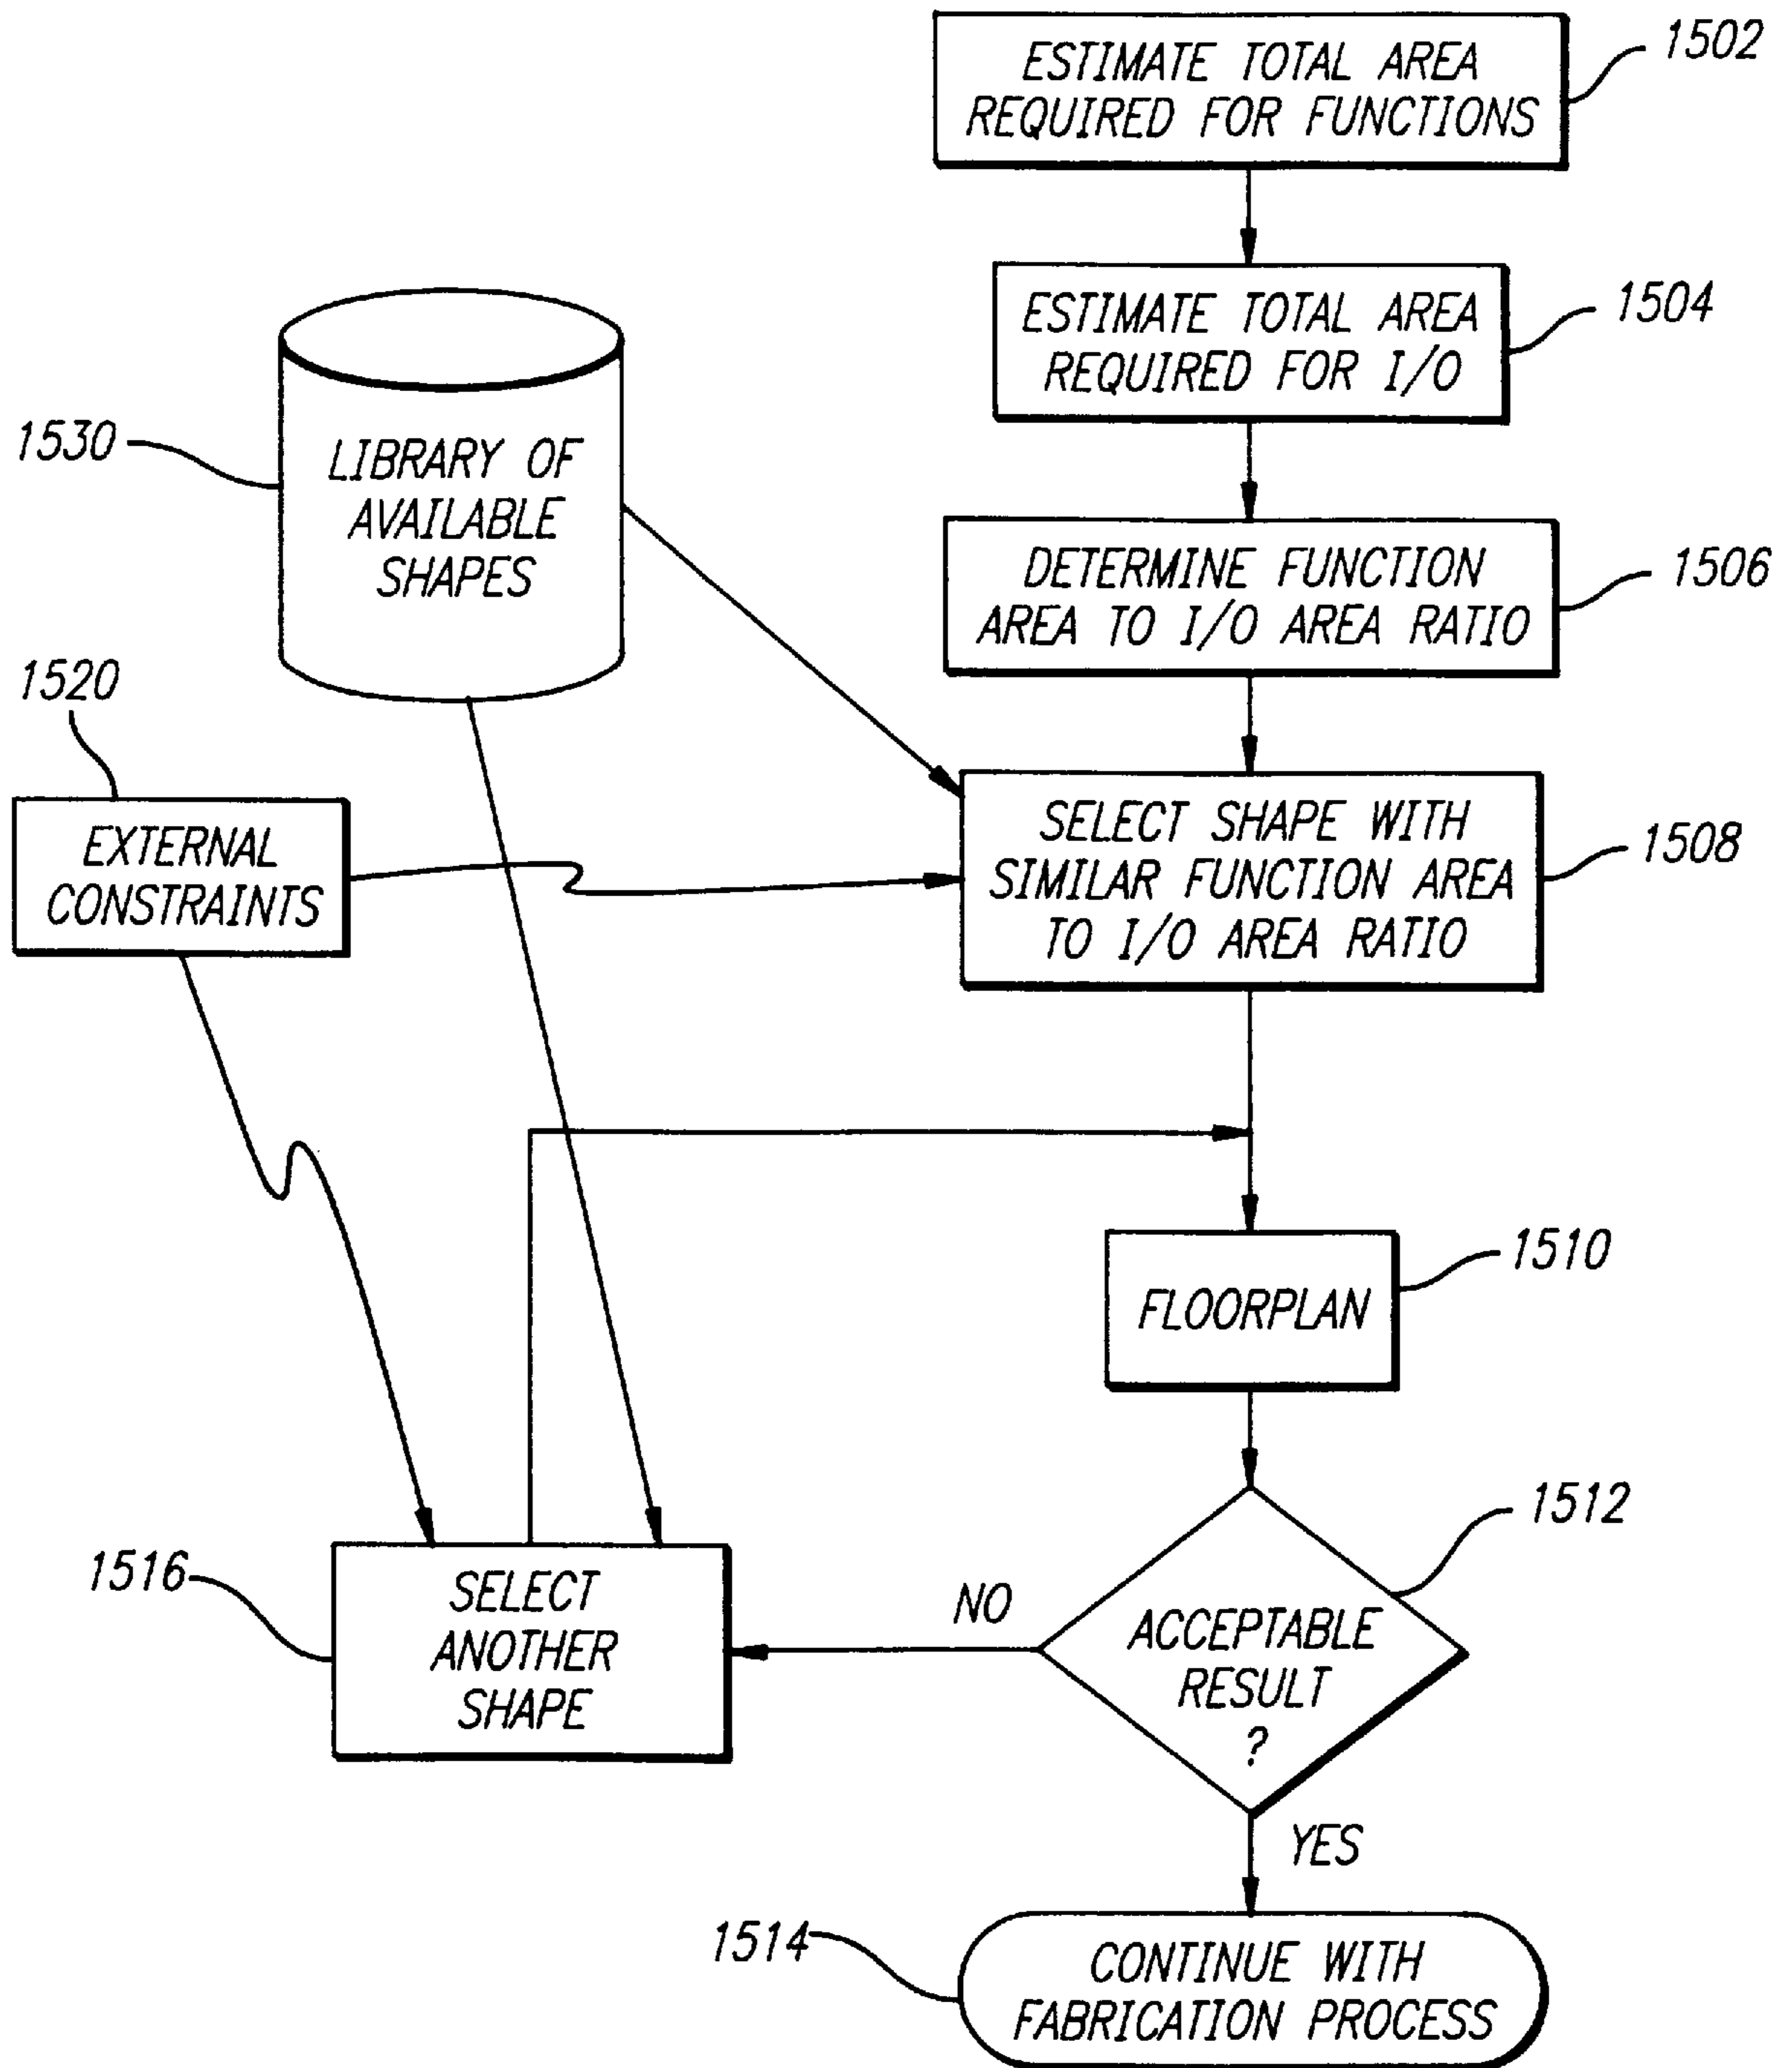 ESTIMATE TOTAL AREA
REQUIRED FOR FUNCTIONS
1502
ESTIMATE TOTAL AREA
REQUIRED FOR I/O
1504
1530
LIBRARY OF
AVAILABLE
SHAPES
DETERMINE FUNCTION
AREA TO I/O AREA RATIO
1506
1520
EXTERNAL
CONSTRAINTS
SELECT SHAPE WITH
SIMILAR FUNCTION AREA
TO I/O AREA RATIO
1508
FLOORPLAN
1510
1512
ACCEPTABLE
RESULT
?
NO
YES
1516
SELECT
ANOTHER
SHAPE
1514
CONTINUE WITH
FABRICATION PROCESS